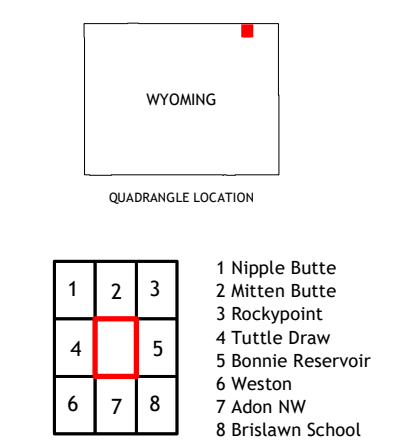 WYOMING
QUADRANGLE LOCATION
1 2 3
4 5
6 7 8
1 Nipple Butte
2 Mitten Butte
3 Rockypoint
4 Tuttle Draw
5 Bonnie Reservoir
6 Weston
7 Adon NW
8 Brislawn School